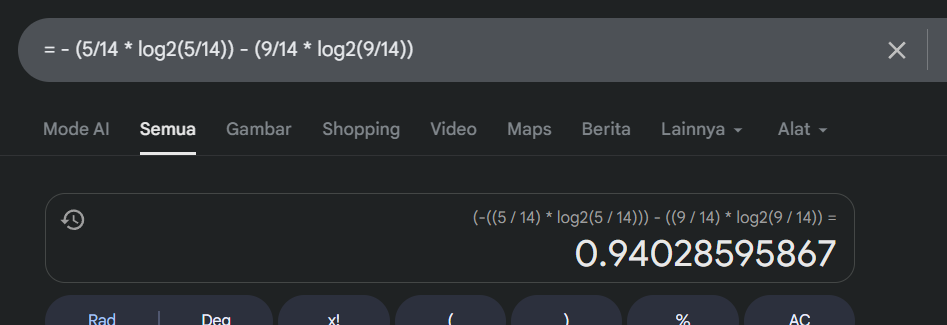 = - (5/14 * log2(5/14)) - (9/14 * log2(9/14))
Mode AI Semua Gambar Shopping Video Maps Berita Lainnya Alat
(-((5 / 14) * log2(5 / 14))) - ((9 / 14) * log2(9 / 14)) =
0.94028595867
Rad Deg x! ( ) % AC